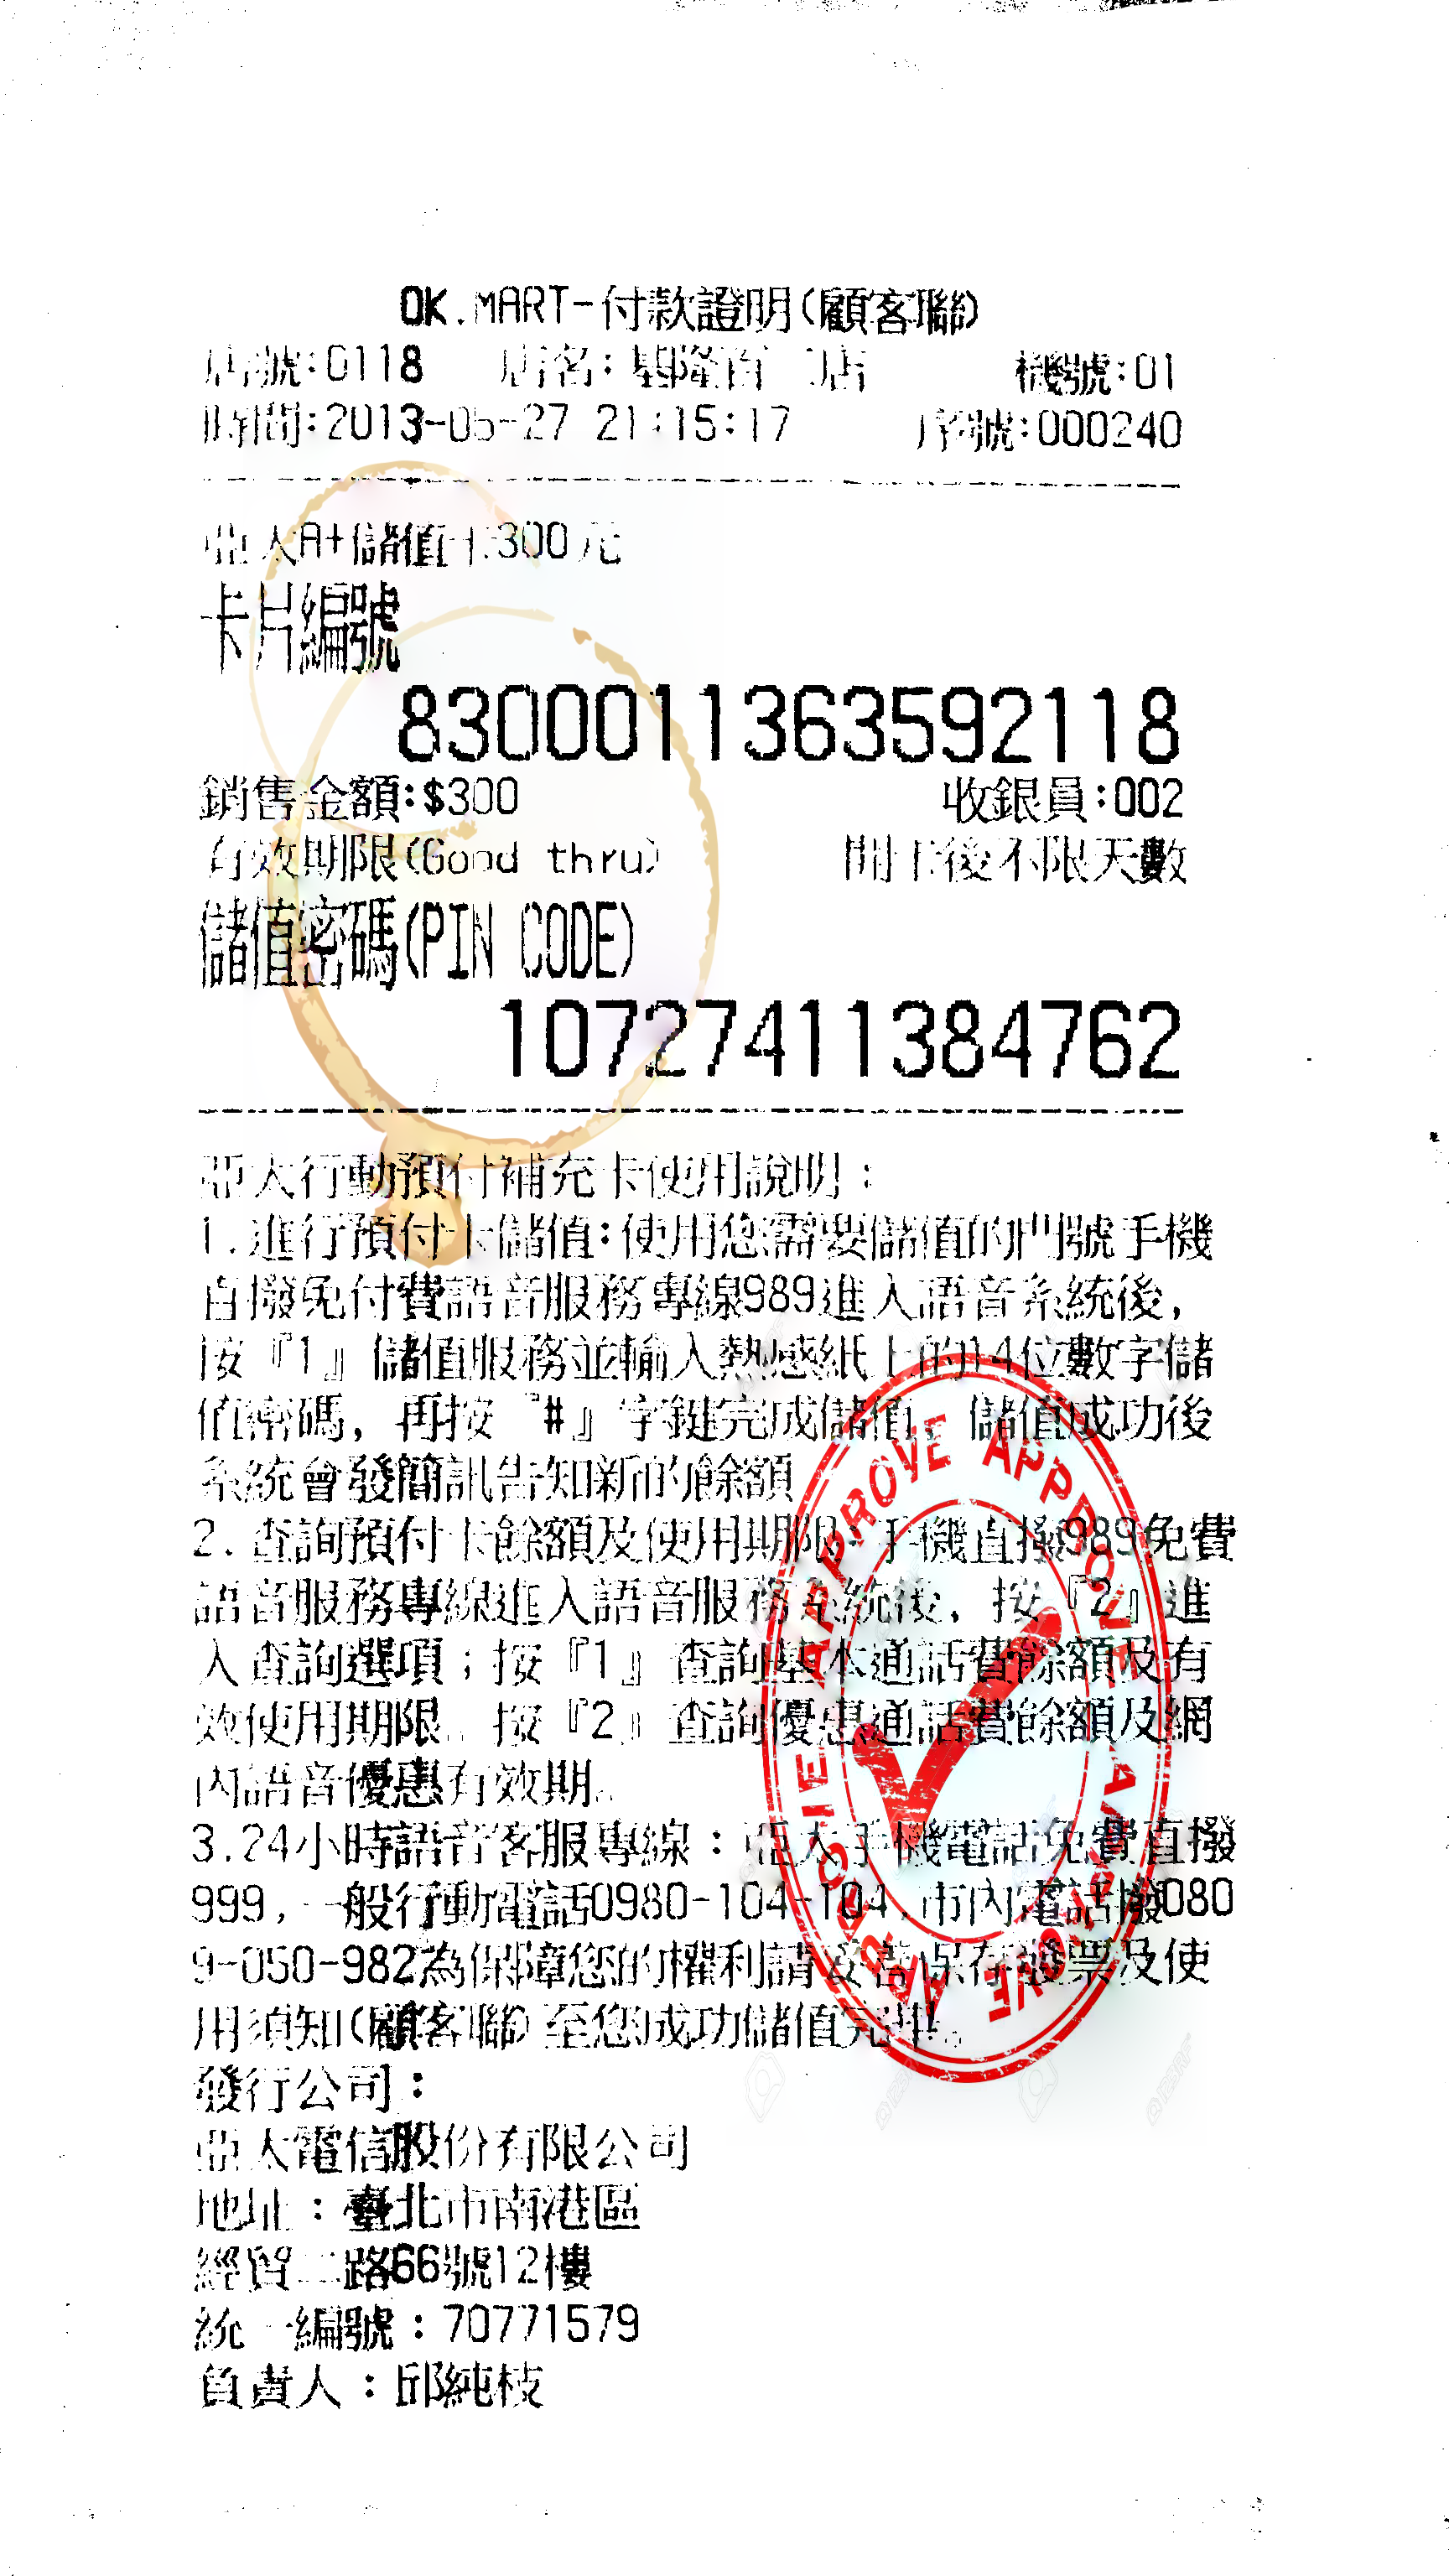 OK.MART-付款證明(顧客聯)
店號:0118 店名:基隆百 店 機號:01
時間:2013-05-27 21:15:17 序號:000240
亞太A+儲值卡300元
卡片編號
8300011363592118
銷售金額:$300 收銀員:002
有效期限(Good thru) 開卡後不限天數
儲值密碼(PIN CODE)
10727411384762
亞太行動預付補充卡使用說明:
1.進行預付卡儲值:使用您需要儲值的門號手機
直撥免付費語音服務專線989進入語音系統後,
按『1』儲值服務並輸入熱感紙上的14位數字儲
值密碼, 再按『#』字鍵完成儲值, 儲值成功後
系統會發簡訊告知新的餘額
2.查詢預付卡餘額及使用期限:手機直撥989免費
語音服務專線進入語音服務系統後, 按『2』進
入查詢選項;按『1』查詢基本通話費餘額及有
效使用期限。按『2』查詢優惠通話費餘額及網
內語音優惠有效期。
3.24小時語音客服專線:亞太手機電話免費直撥
999,一般行動電話0980-104-104,市內電話撥080
9-050-982為保障您的權利請妥善保存發票及使
用須知(顧客聯)至您成功儲值完畢。
發行公司:
亞太電信股份有限公司
地址:臺北市南港區
經貿二路66號12樓
統一編號:70771579
負責人:邱純枝
APPROVE APPROVE APPROVE APPROVE